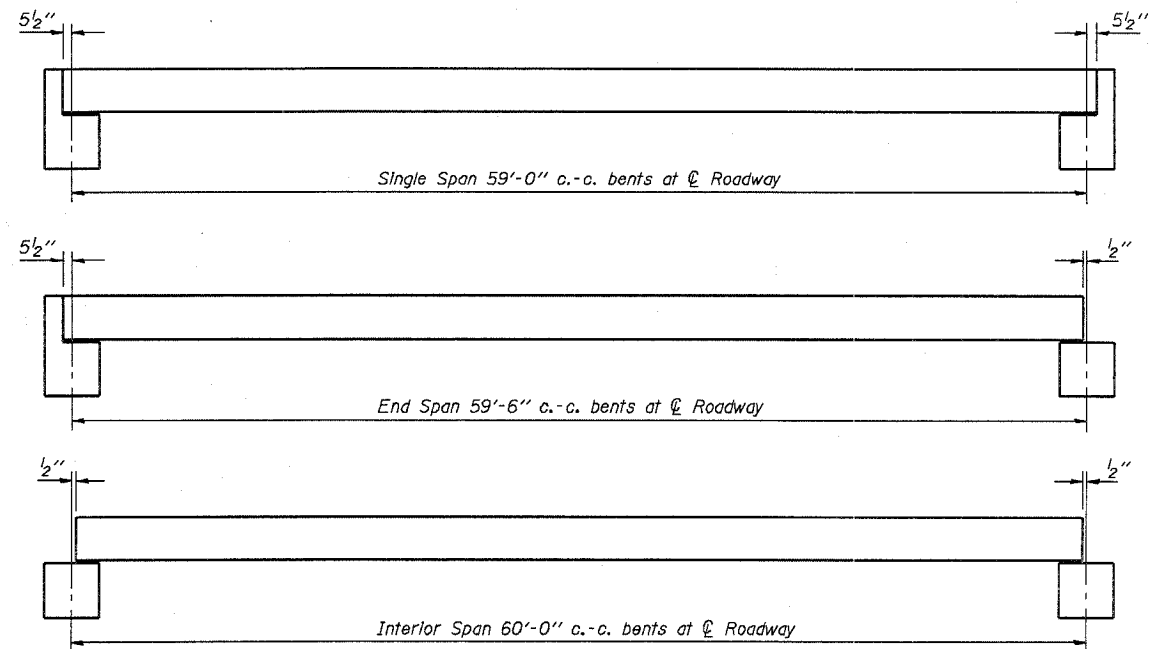 5½" 5½"
Single Span 59'-0" c.-c. bents at ℄ Roadway
5½" ½"
End Span 59'-6" c.-c. bents at ℄ Roadway
½" ½"
Interior Span 60'-0" c.-c. bents at ℄ Roadway